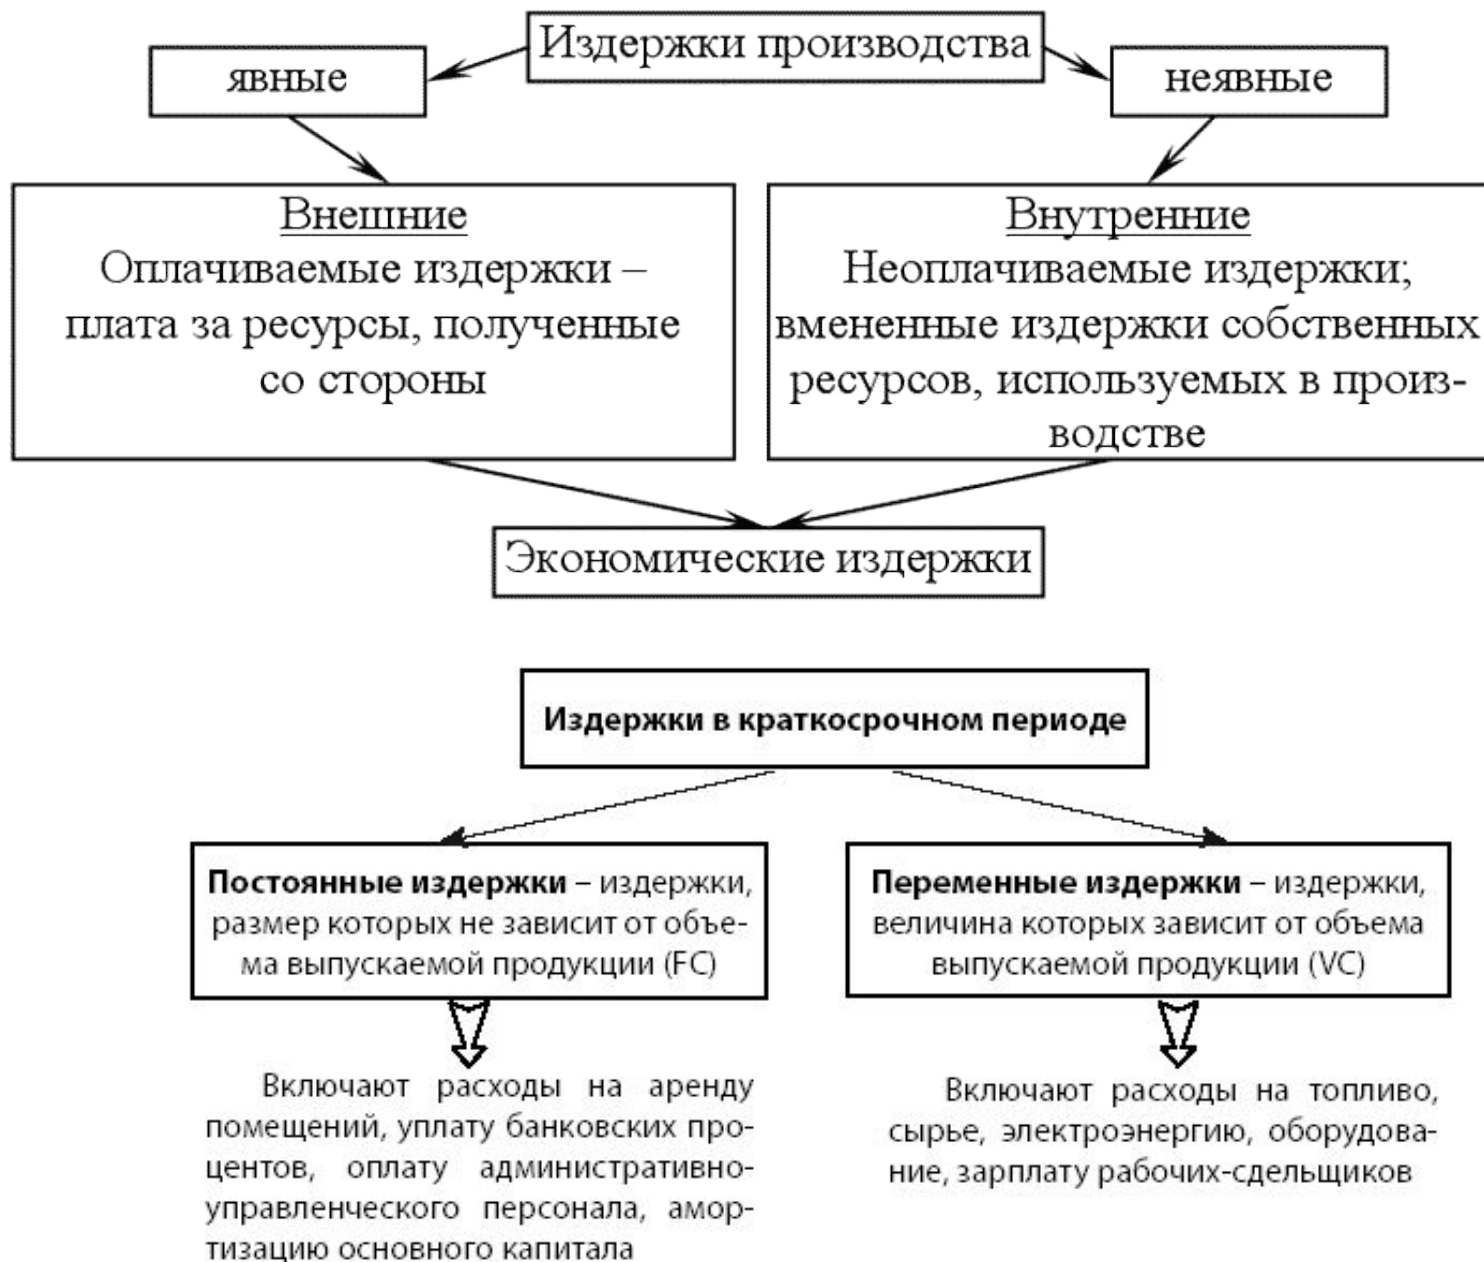 Издержки производства
явные
неявные
Внешние
Оплачиваемые издержки –
плата за ресурсы, полученные
со стороны
Внутренние
Неоплачиваемые издержки;
вмененные издержки собственных
ресурсов, используемых в произ-
водстве
Экономические издержки
Издержки в краткосрочном периоде
Постоянные издержки – издержки,
размер которых не зависит от объе-
ма выпускаемой продукции (FC)
Переменные издержки – издержки,
величина которых зависит от объема
выпускаемой продукции (VC)
Включают расходы на аренду
помещений, уплату банковских про-
центов, оплату административно-
управленческого персонала, амор-
тизацию основного капитала
Включают расходы на топливо,
сырье, электроэнергию, оборудова-
ние, зарплату рабочих-сдельщиков